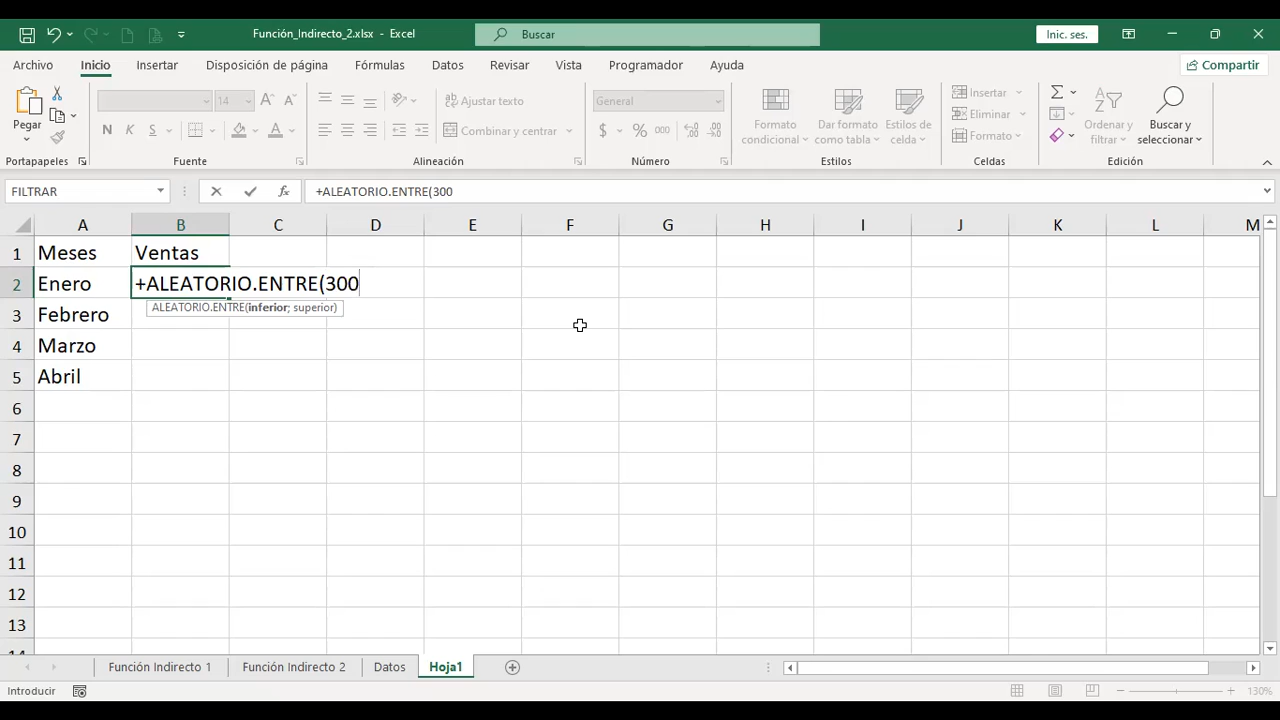 Función_Indirecto_2.xlsx - Excel
Buscar
Inic. ses.
Archivo
Inicio
Insertar
Disposición de página
Fórmulas
Datos
Revisar
Vista
Programador
Ayuda
Compartir
Pegar
Portapapeles
14
N K S
Fuente
Ajustar texto
Combinar y centrar
Alineación
General
$ % 000
Número
Formato condicional
Dar formato como tabla
Estilos de celda
Estilos
Insertar
Eliminar
Formato
Celdas
Ordenar y filtrar
Buscar y seleccionar
Edición
FILTRAR
fx
+ALEATORIO.ENTRE(300
A B C D E F G H I J K L M
1 Meses Ventas
2 Enero +ALEATORIO.ENTRE(300
ALEATORIO.ENTRE(inferior; superior)
3 Febrero
4 Marzo
5 Abril
6
7
8
9
10
11
12
13
Función Indirecto 1
Función Indirecto 2
Datos
Hoja1
Introducir
130%